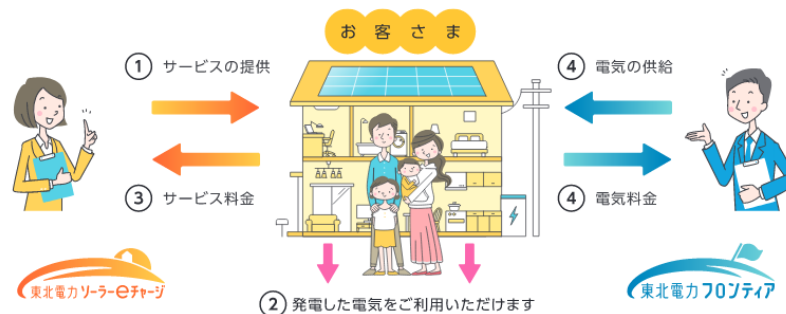 お客さま
① サービスの提供
④ 電気の供給
③ サービス料金
④ 電気料金
東北電力 ソーラーeチャージ
東北電力 フロンティア
② 発電した電気をご利用いただけます